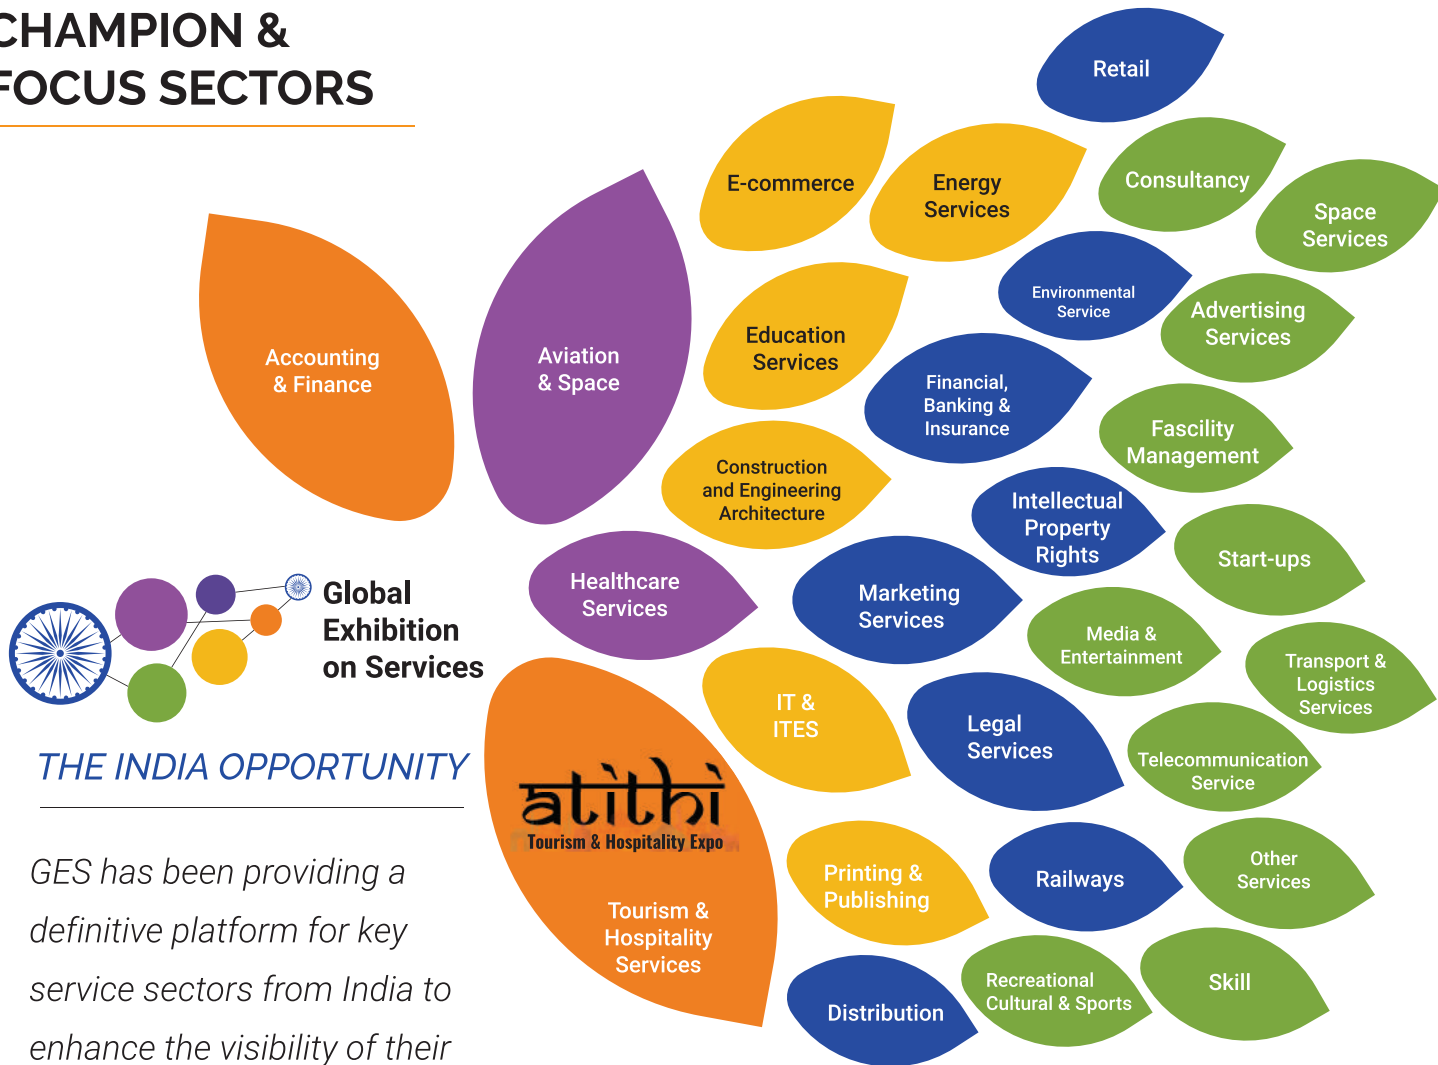 CHAMPION &
FOCUS SECTORS
Retail
E-commerce
Energy
Services
Consultancy
Space
Services
Accounting
& Finance
Aviation
& Space
Education
Services
Environmental
Service
Advertising
Services
Financial,
Banking &
Insurance
Fascility
Management
Construction
and Engineering
Architecture
Intellectual
Property
Rights
Start-ups
Healthcare
Services
Marketing
Services
Media &
Entertainment
Transport &
Logistics
Services
Global
Exhibition
on Services
IT &
ITES
Legal
Services
Telecommunication
Service
THE INDIA OPPORTUNITY
atithi
Tourism & Hospitality Expo
Tourism &
Hospitality
Services
Printing &
Publishing
Railways
Other
Services
Distribution
Recreational
Cultural & Sports
Skill
GES has been providing a
definitive platform for key
service sectors from India to
enhance the visibility of their